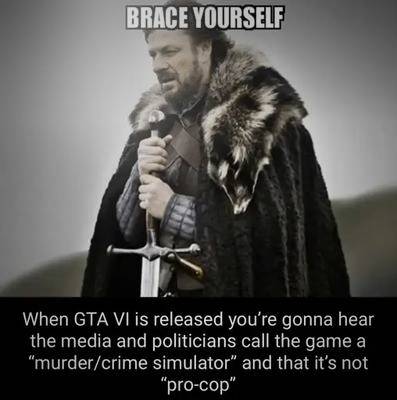 BRACE YOURSELF
When GTA VI is released you’re gonna hear
the media and politicians call the game a
“murder/crime simulator” and that it’s not
“pro-cop”